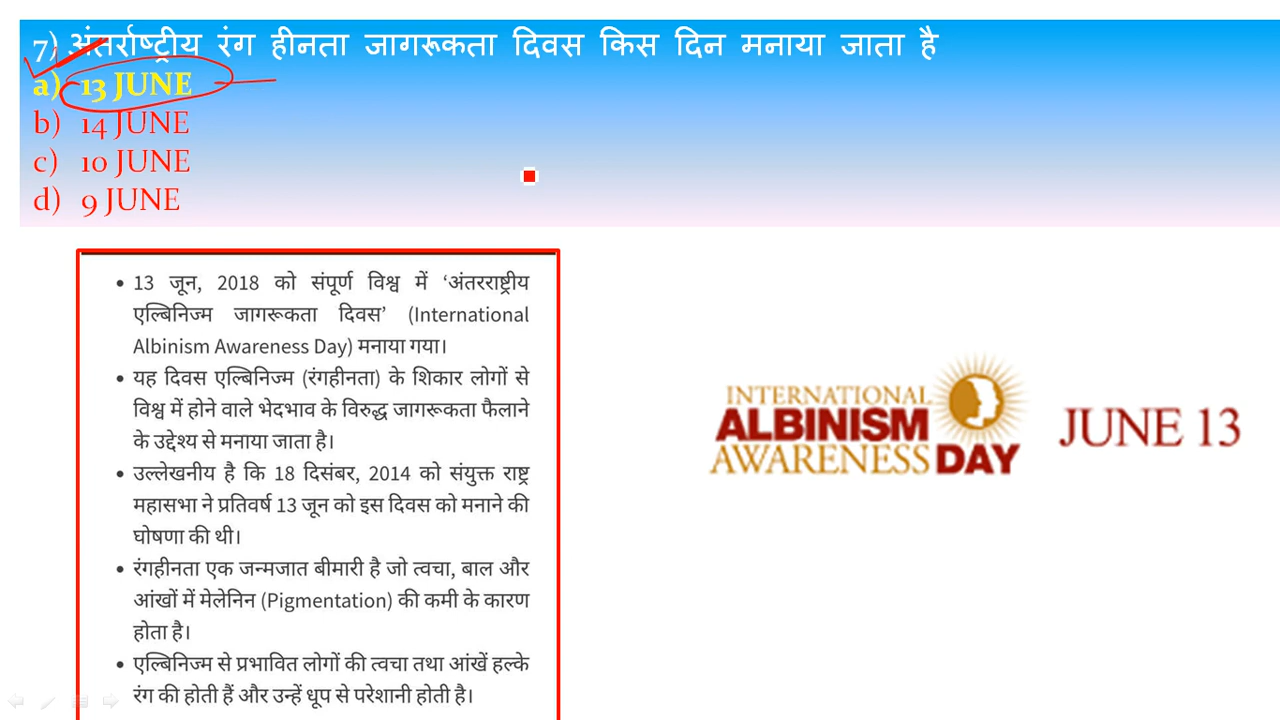 7) अंतर्राष्ट्रीय रंग हीनता जागरूकता दिवस किस दिन मनाया जाता है
a) 13 JUNE
b) 14 JUNE
c) 10 JUNE
d) 9 JUNE
• 13 जून, 2018 को संपूर्ण विश्व में ‘अंतरराष्ट्रीय
एल्बिनिज्म जागरूकता दिवस’ (International
Albinism Awareness Day) मनाया गया।
• यह दिवस एल्बिनिज्म (रंगहीनता) के शिकार लोगों से
विश्व में होने वाले भेदभाव के विरुद्ध जागरूकता फैलाने
के उद्देश्य से मनाया जाता है।
• उल्लेखनीय है कि 18 दिसंबर, 2014 को संयुक्त राष्ट्र
महासभा ने प्रतिवर्ष 13 जून को इस दिवस को मनाने की
घोषणा की थी।
• रंगहीनता एक जन्मजात बीमारी है जो त्वचा, बाल और
आंखों में मेलेनिन (Pigmentation) की कमी के कारण
होता है।
• एल्बिनिज्म से प्रभावित लोगों की त्वचा तथा आंखें हल्के
रंग की होती हैं और उन्हें धूप से परेशानी होती है।
INTERNATIONAL
ALBINISM
AWARENESS DAY
JUNE 13